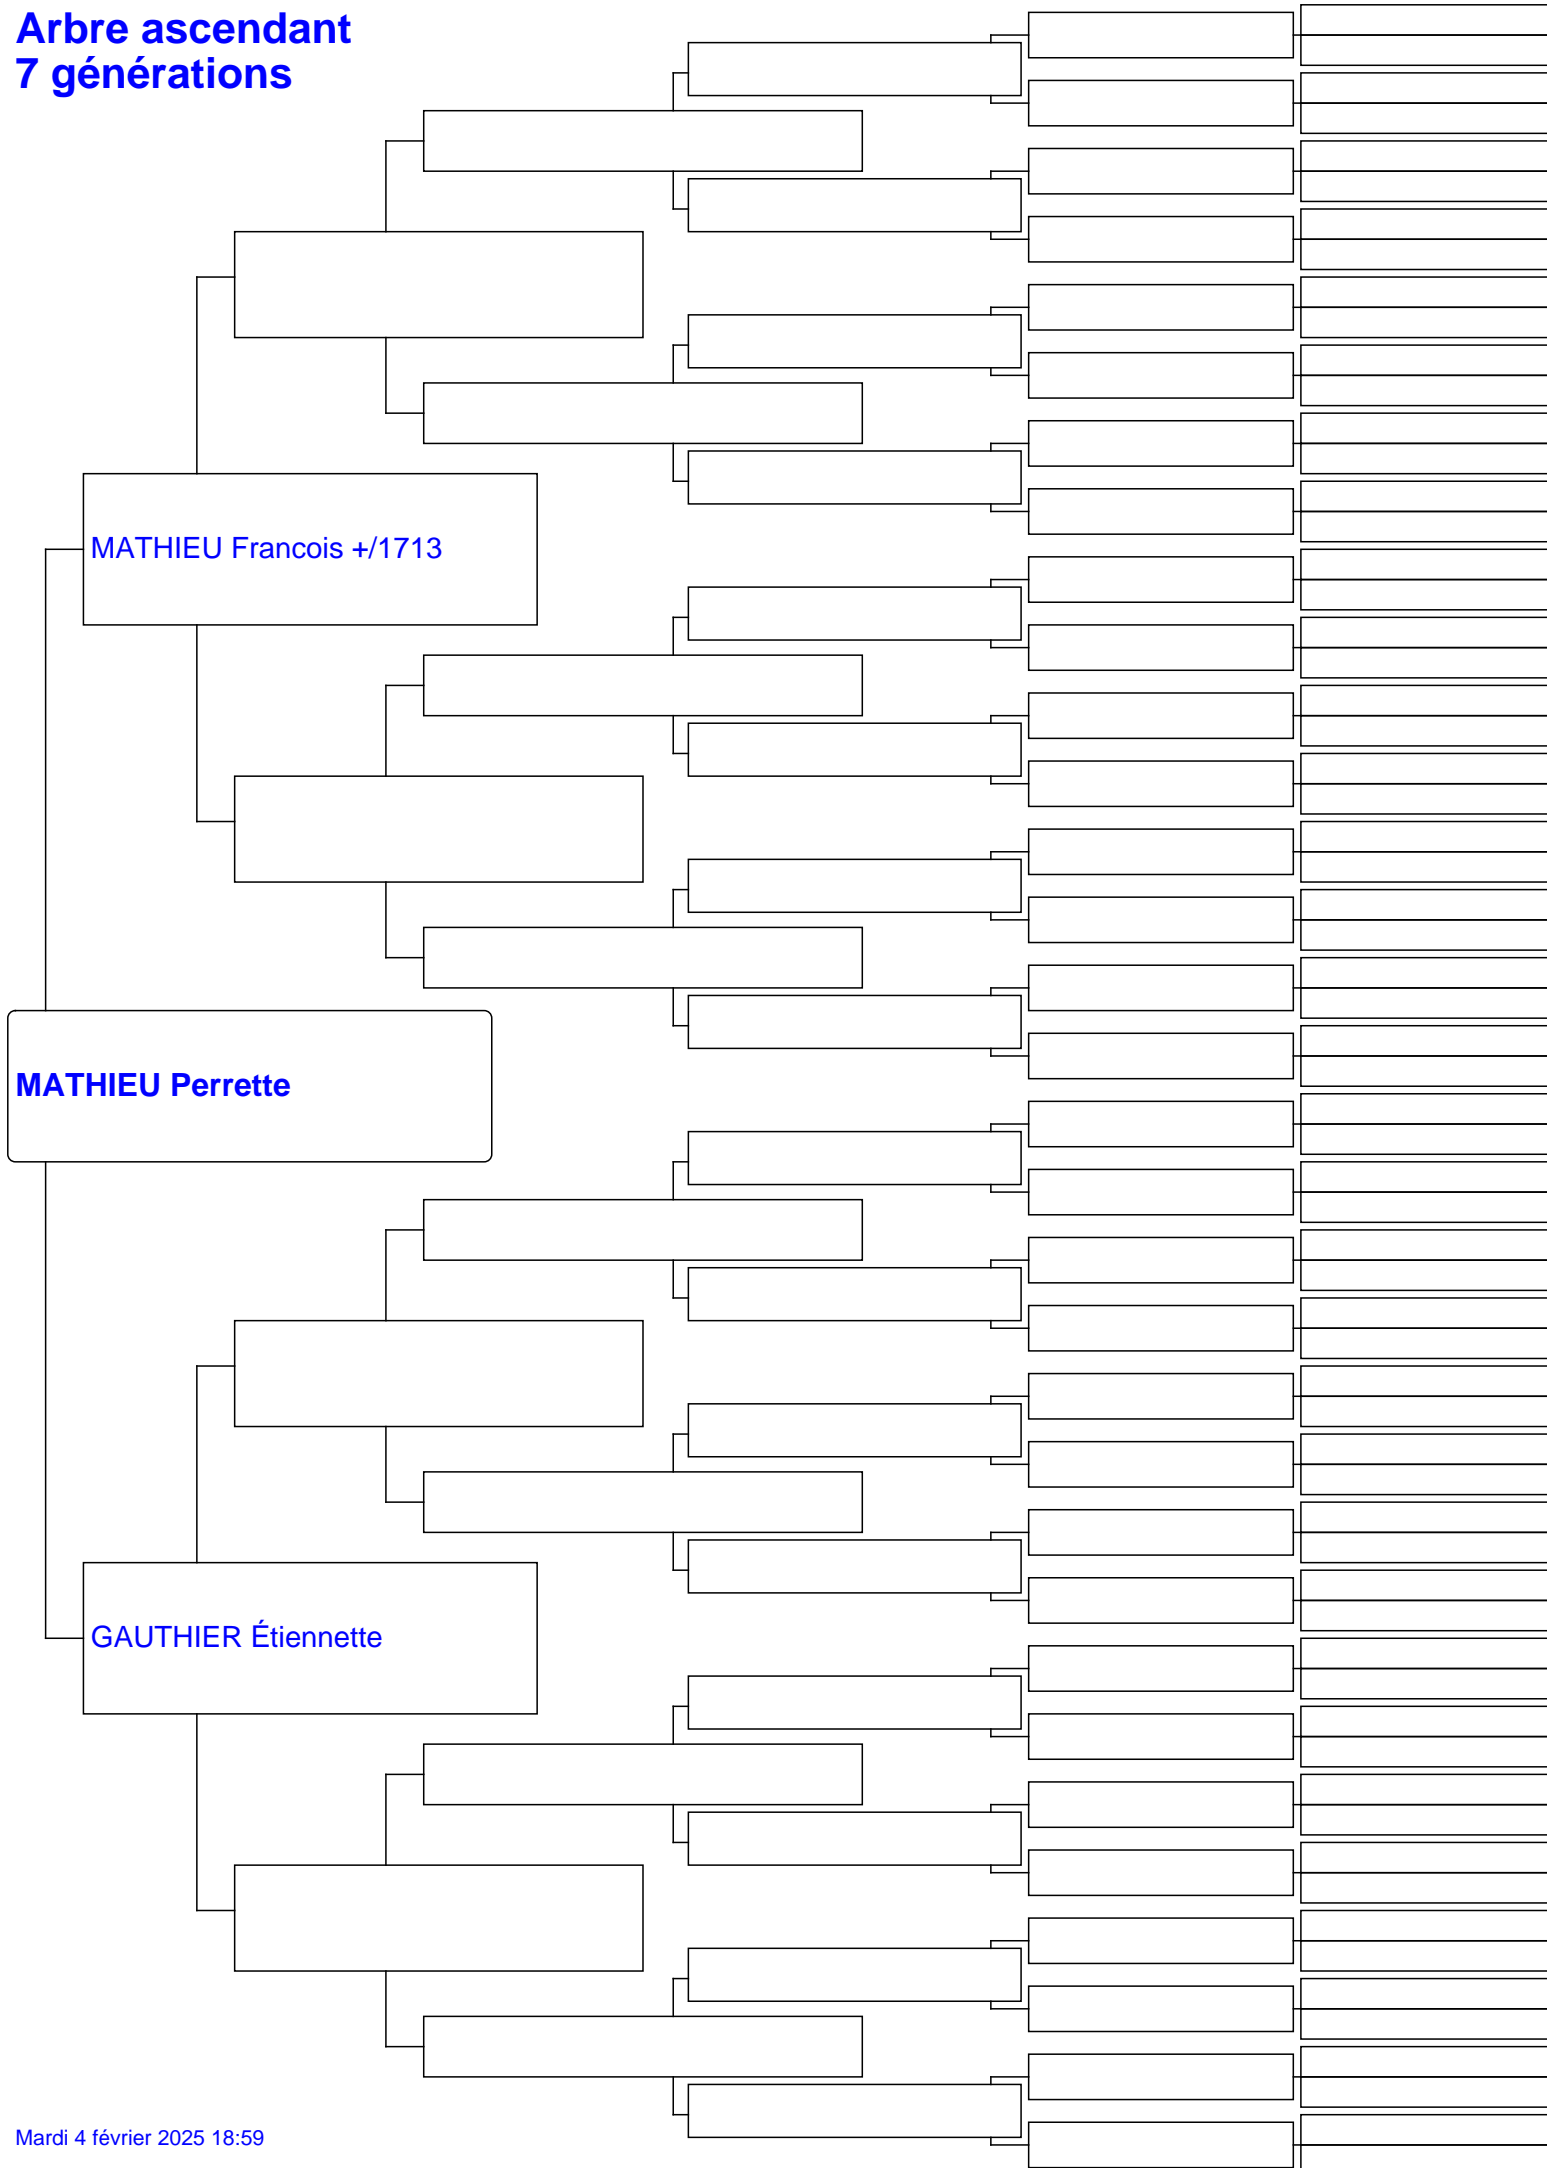 Arbre ascendant
7 générations
MATHIEU Francois +/1713
MATHIEU Perrette
GAUTHIER Étiennette
Mardi 4 février 2025 18:59